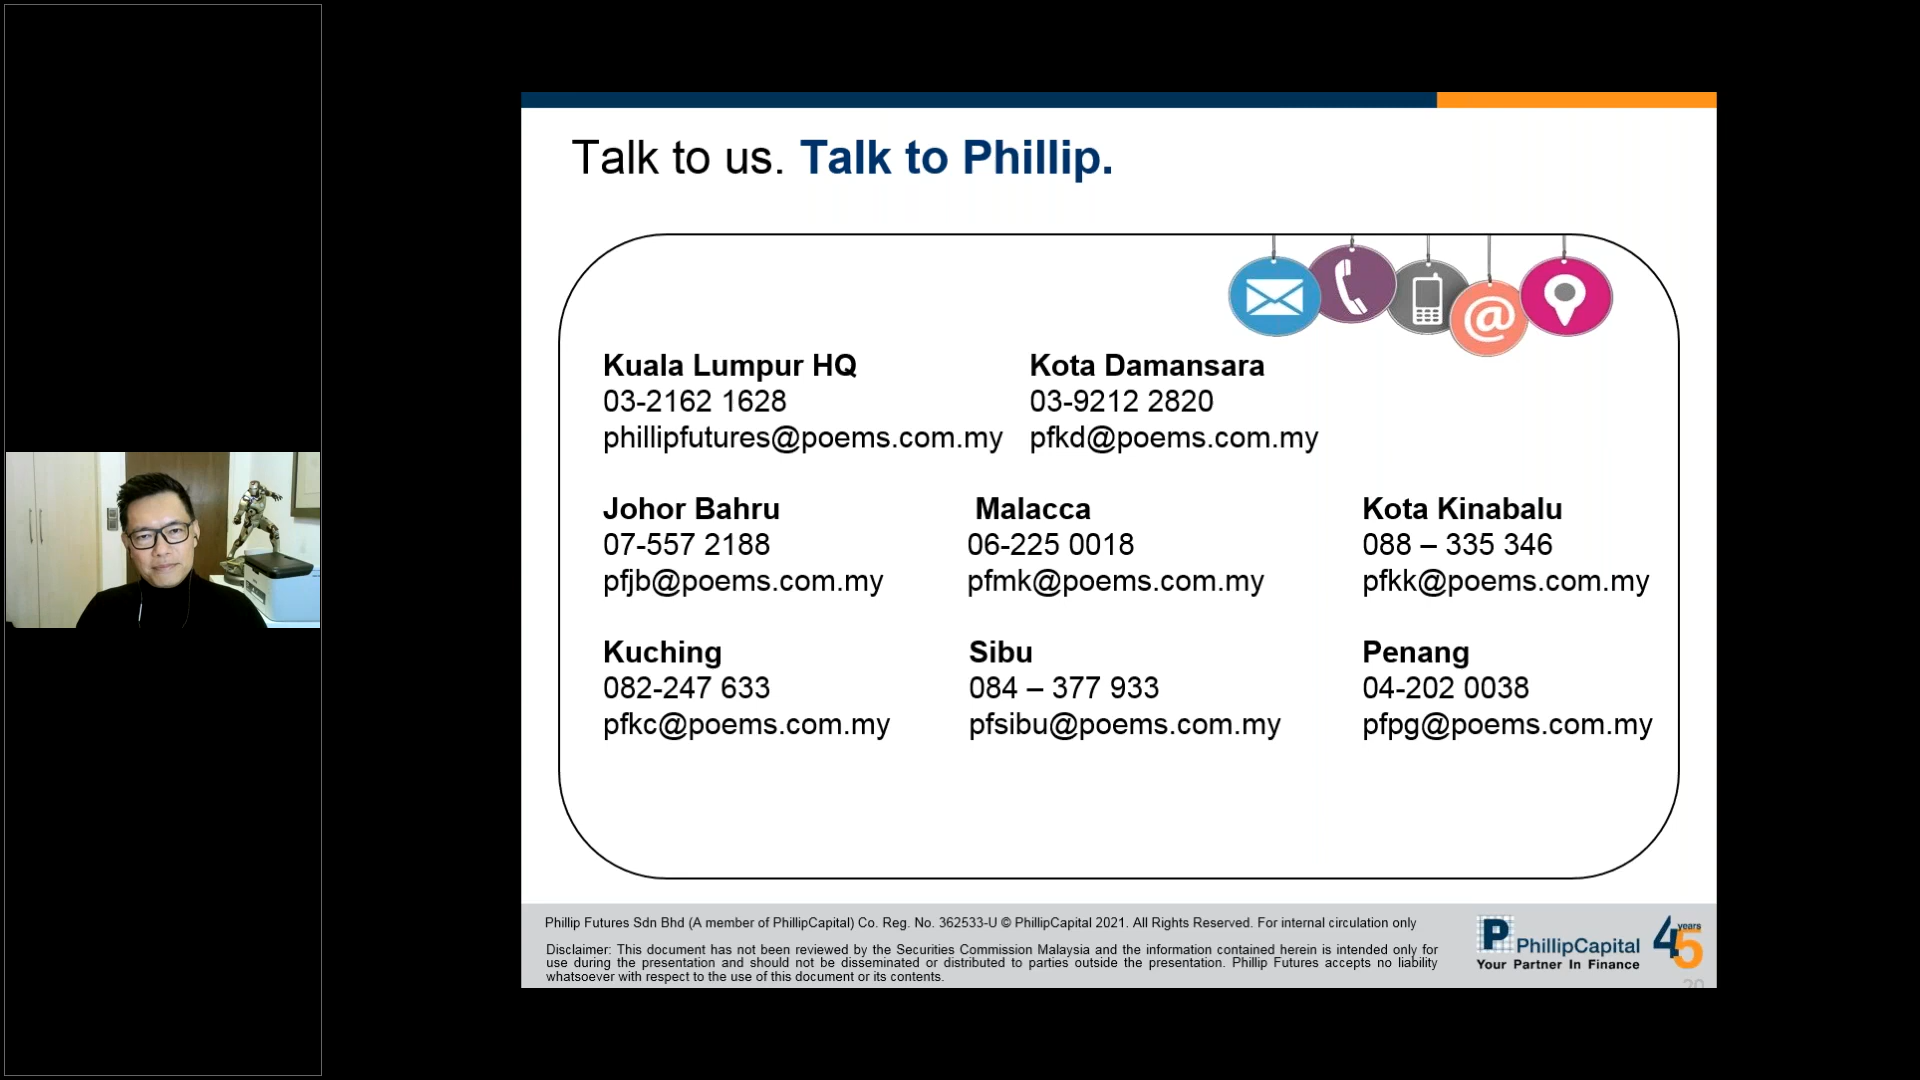 Talk to us. Talk to Phillip.
Kuala Lumpur HQ
03-2162 1628
phillipfutures@poems.com.my
Kota Damansara
03-9212 2820
pfkd@poems.com.my
Johor Bahru
07-557 2188
pfjb@poems.com.my
Malacca
06-225 0018
pfmk@poems.com.my
Kota Kinabalu
088 – 335 346
pfkk@poems.com.my
Kuching
082-247 633
pfkc@poems.com.my
Sibu
084 – 377 933
pfsibu@poems.com.my
Penang
04-202 0038
pfpg@poems.com.my
Phillip Futures Sdn Bhd (A member of PhillipCapital) Co. Reg. No. 362533-U © PhillipCapital 2021. All Rights Reserved. For internal circulation only
Disclaimer: This document has not been reviewed by the Securities Commission Malaysia and the information contained herein is intended only for
use during the presentation and should not be disseminated or distributed to parties outside the presentation. Phillip Futures accepts no liability
whatsoever with respect to the use of this document or its contents.
P PhillipCapital
Your Partner In Finance
45 years
20